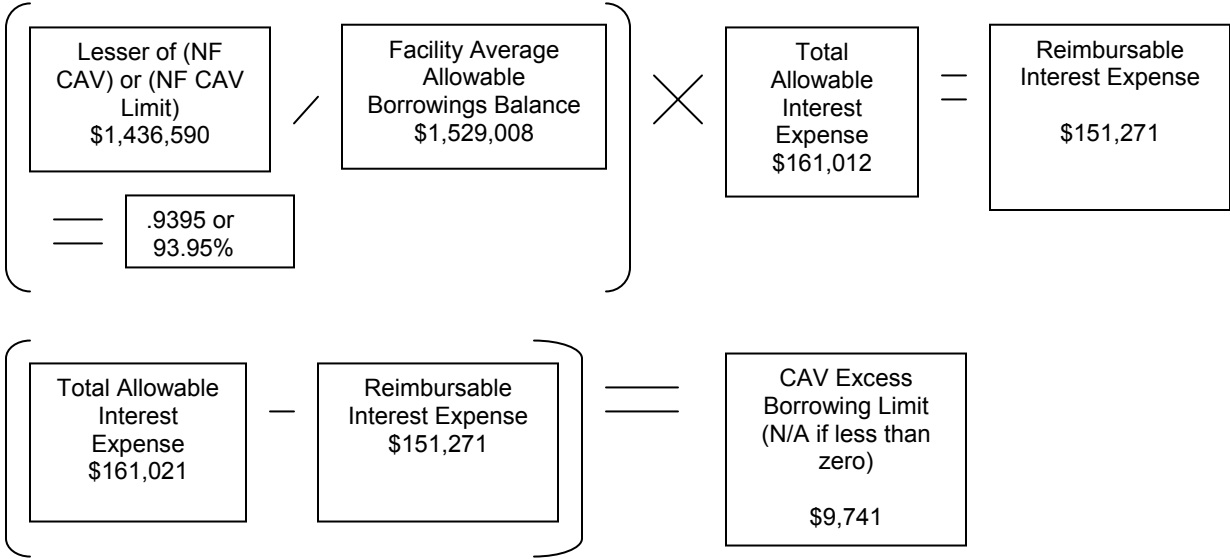 Lesser of (NF
CAV) or (NF CAV
Limit)
$1,436,590
Facility Average
Allowable
Borrowings Balance
$1,529,008
Total
Allowable
Interest
Expense
$161,012
Reimbursable
Interest Expense
$151,271
.9395 or
93.95%
Total Allowable
Interest
Expense
$161,021
Reimbursable
Interest Expense
$151,271
CAV Excess
Borrowing Limit
(N/A if less than
zero)
$9,741